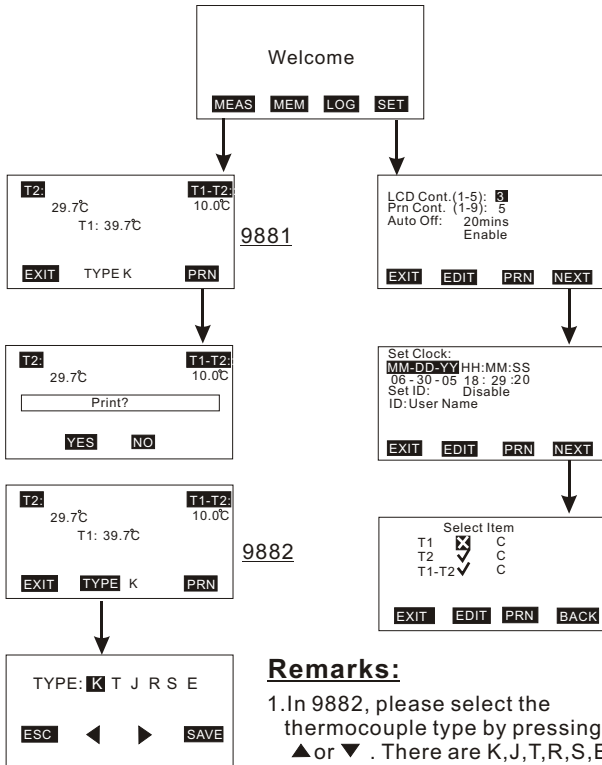 Welcome
MEAS MEM LOG SET
T2: T1-T2:
29.7℃ 10.0℃
T1: 39.7℃
EXIT TYPE K PRN
9881
T2: T1-T2:
29.7℃ 10.0℃
Print?
YES NO
T2: T1-T2:
29.7℃ 10.0℃
T1: 39.7℃
EXIT TYPE K PRN
9882
TYPE: K T J R S E
ESC ◀ ▶ SAVE
LCD Cont.(1-5): 3
Prn Cont. (1-9): 5
Auto Off: 20mins
Enable
EXIT EDIT PRN NEXT
Set Clock:
MM-DD-YY HH:MM:SS
06-30-05 18:29:20
Set ID: Disable
ID:User Name
EXIT EDIT PRN NEXT
Select Item
T1 C
T2 ✓ C
T1-T2 ✓ C
EXIT EDIT PRN BACK
Remarks:
1.In 9882, please select the
thermocouple type by pressing
▲or ▼ . There are K,J,T,R,S,E